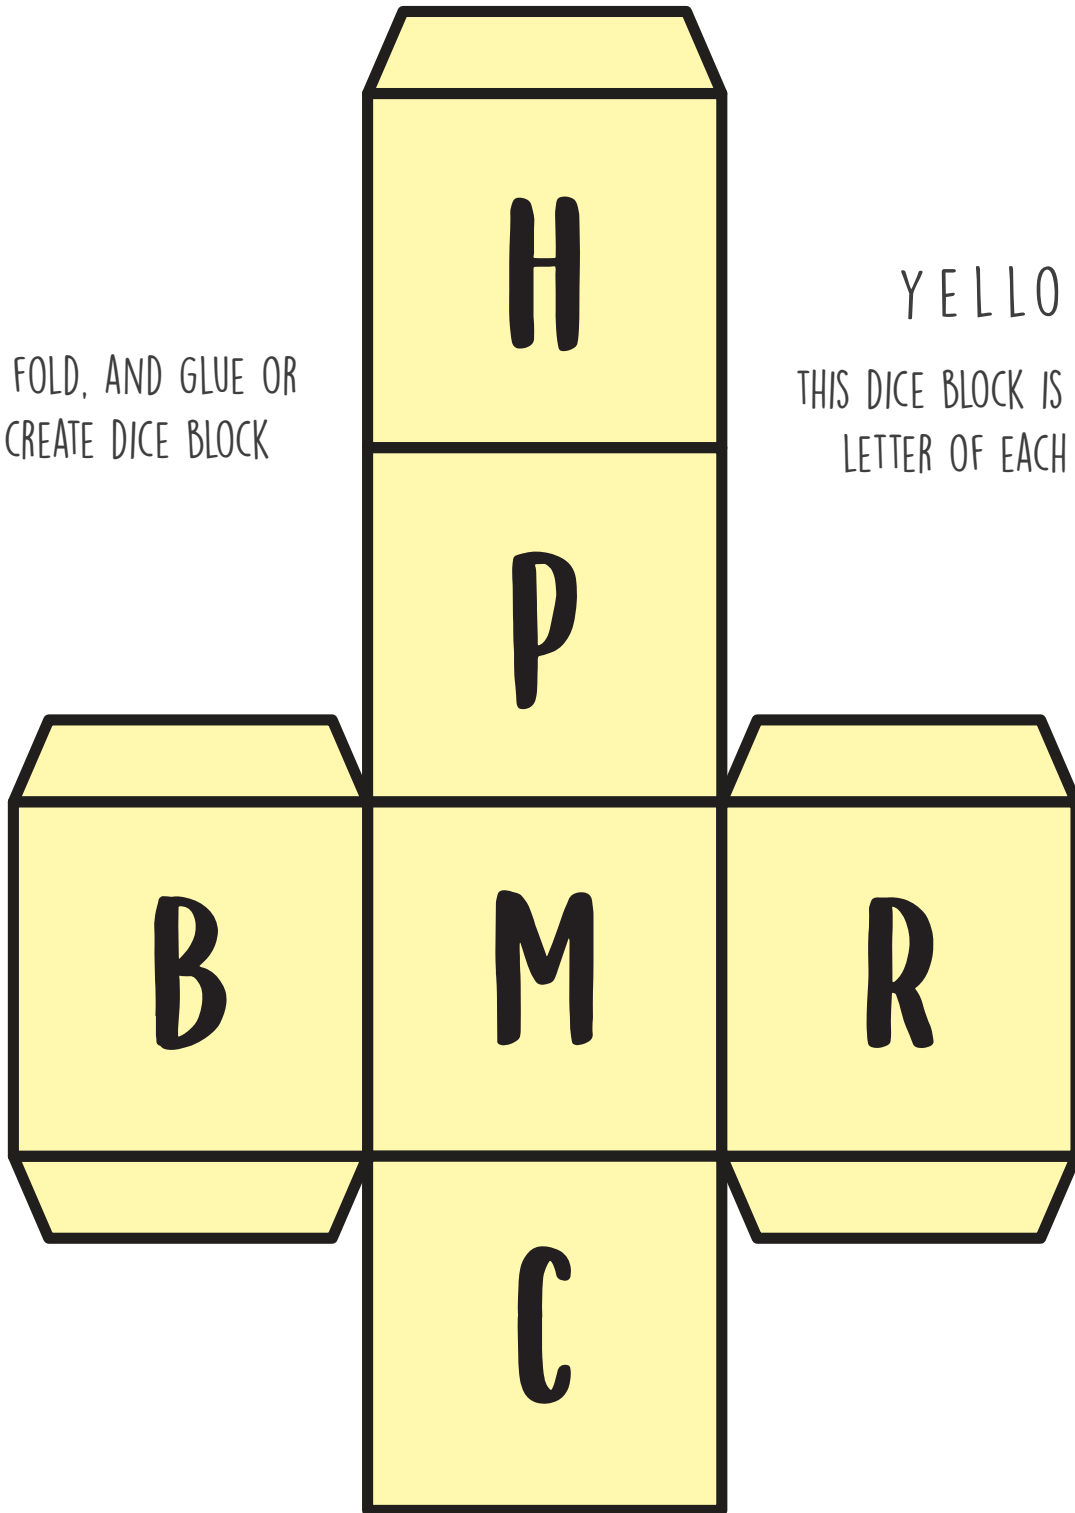 H
YELLO
FOLD, AND GLUE OR
CREATE DICE BLOCK
THIS DICE BLOCK IS
LETTER OF EACH
P
B M R
C